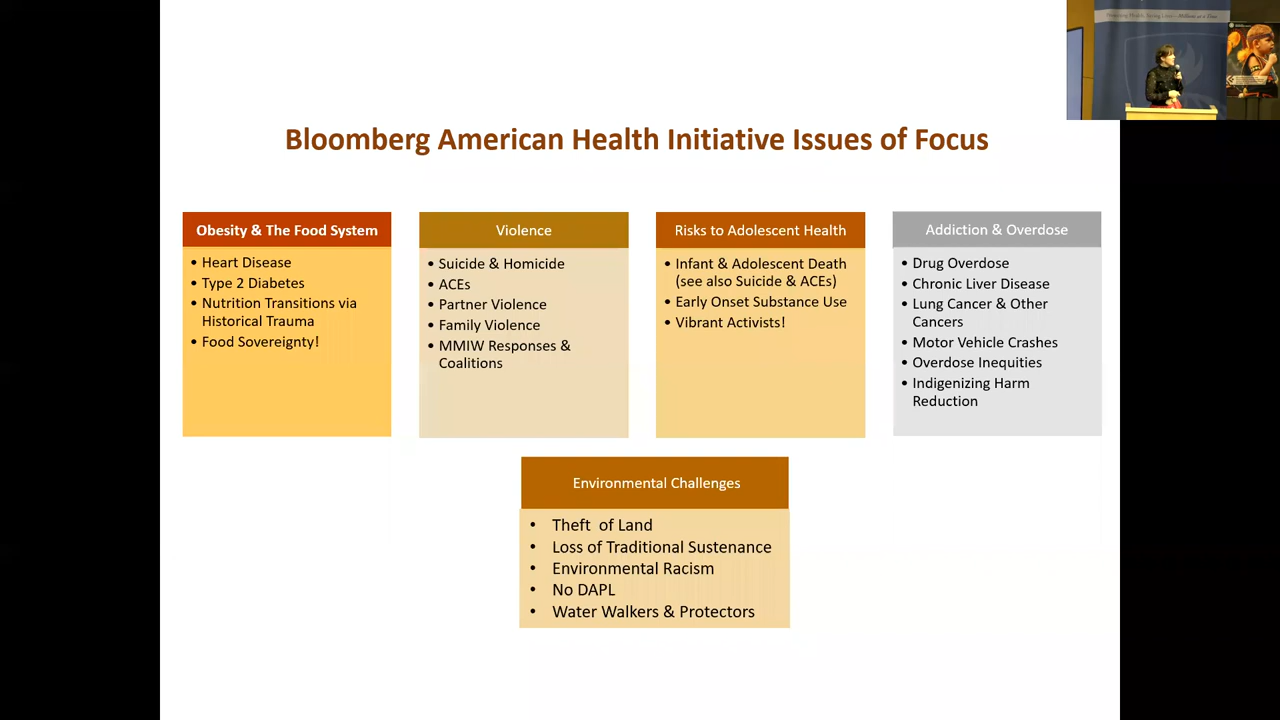 Bloomberg American Health Initiative Issues of Focus
Obesity & The Food System
• Heart Disease
• Type 2 Diabetes
• Nutrition Transitions via
Historical Trauma
• Food Sovereignty!
Violence
• Suicide & Homicide
• ACEs
• Partner Violence
• Family Violence
• MMIW Responses &
Coalitions
Risks to Adolescent Health
• Infant & Adolescent Death
(see also Suicide & ACEs)
• Early Onset Substance Use
• Vibrant Activists!
Addiction & Overdose
• Drug Overdose
• Chronic Liver Disease
• Lung Cancer & Other
Cancers
• Motor Vehicle Crashes
• Overdose Inequities
• Indigenizing Harm
Reduction
Environmental Challenges
• Theft of Land
• Loss of Traditional Sustenance
• Environmental Racism
• No DAPL
• Water Walkers & Protectors